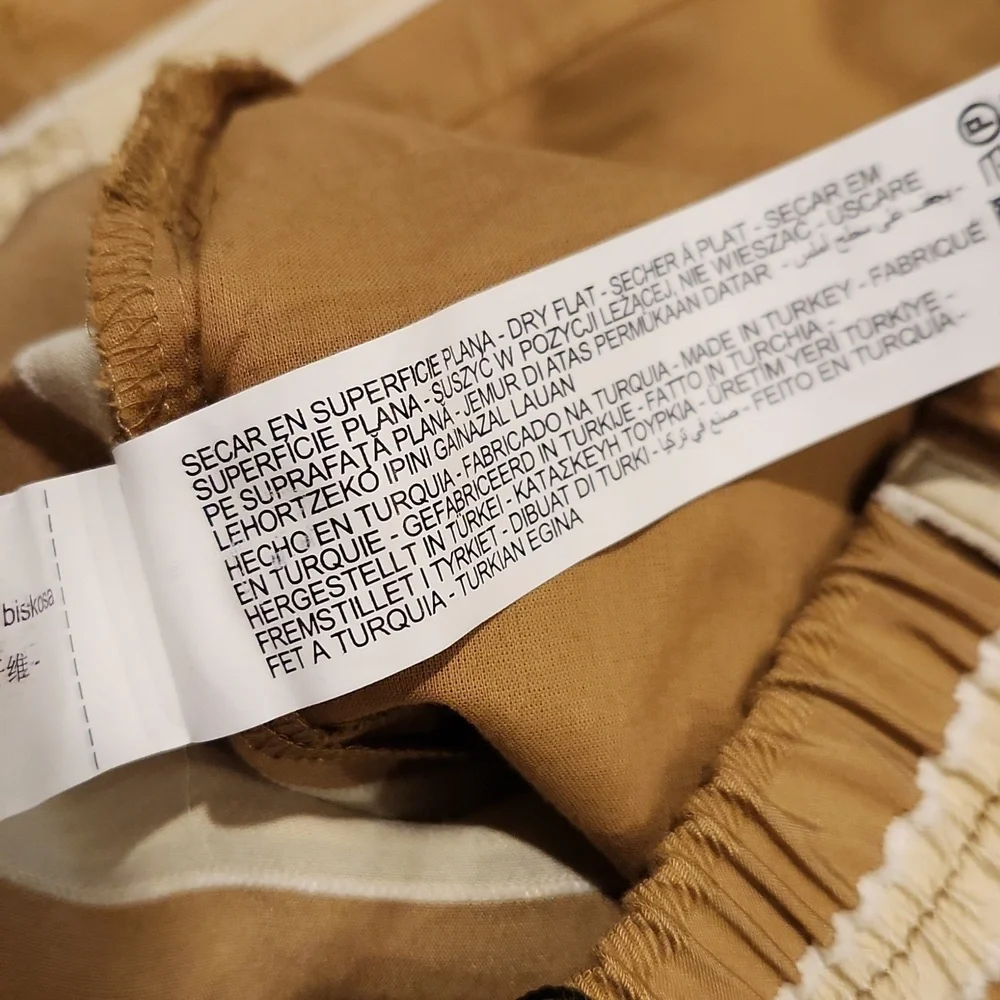 SECAR EN SUPERFICIE PLANA - DRY FLAT - SECHER À PLAT - SECAR EM
SUPERFÍCIE PLANA - SUSZYĆ W POZYCJI LEŻĄCEJ, NIE WIESZAĆ - USCARE
PE SUPRAFAȚĂ PLANĂ - JEMUR DI ATAS PERMUKAAN DATAR - يجفف على سطح أملس -
LEHORTZEKO IPINI GAINAZAL LAUAN
HECHO EN TURQUIA - FABRICADO NA TURQUIA - MADE IN TURKEY - FABRIQUÉ
EN TURQUIE - GEFABRICEERD IN TURKIJE - FATTO IN TURCHIA -
HERGESTELLT IN TÜRKEI - ΚΑΤΑΣΚΕΥΗ ΤΟΥΡΚΙΑ - ÜRETİM YERİ TÜRKİYE -
FREMSTILLET I TYRKIET - DIBUAT DI TURKI - صنع في تركيا - FEITO EN TURQUÍA -
FET A TURQUIA - TURKIAN EGINA
biskosa
维 -
P